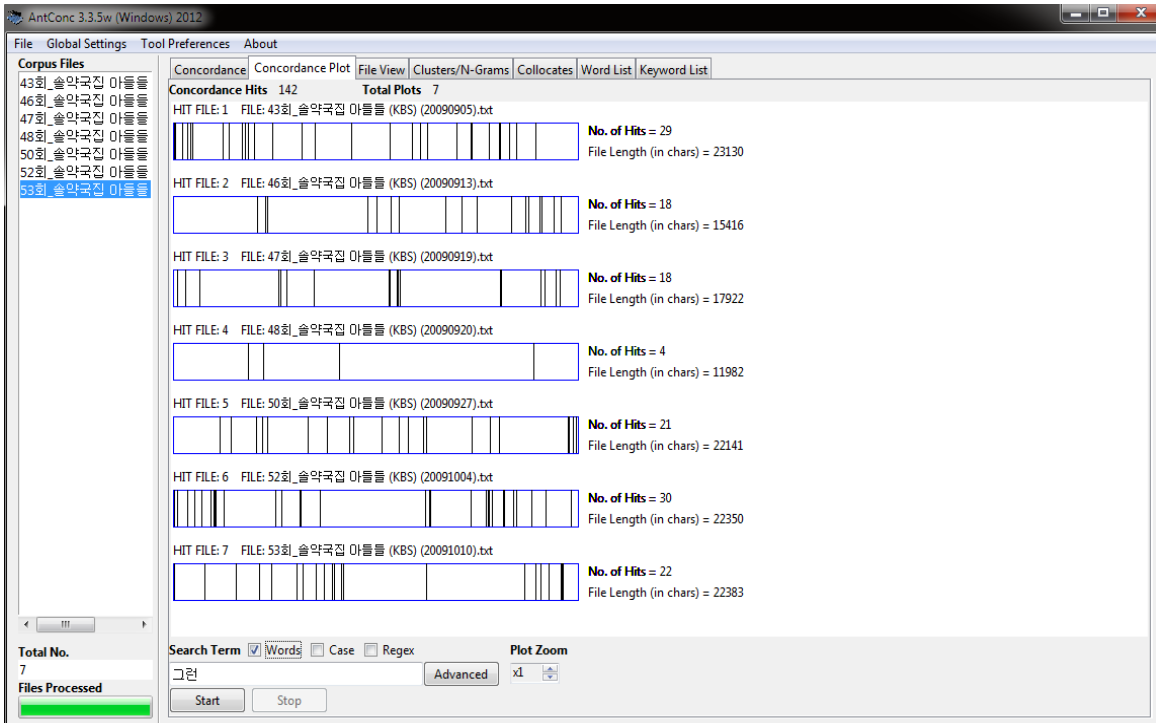 AntConc 3.3.5w (Windows) 2012
File Global Settings Tool Preferences About
Corpus Files
43회_솔약국집 아들들
46회_솔약국집 아들들
47회_솔약국집 아들들
48회_솔약국집 아들들
50회_솔약국집 아들들
52회_솔약국집 아들들
53회_솔약국집 아들들
Total No.
7
Files Processed
Concordance Concordance Plot File View Clusters/N-Grams Collocates Word List Keyword List
Concordance Hits 142 Total Plots 7
HIT FILE: 1 FILE: 43회_솔약국집 아들들 (KBS) (20090905).txt
No. of Hits = 29
File Length (in chars) = 23130
HIT FILE: 2 FILE: 46회_솔약국집 아들들 (KBS) (20090913).txt
No. of Hits = 18
File Length (in chars) = 15416
HIT FILE: 3 FILE: 47회_솔약국집 아들들 (KBS) (20090919).txt
No. of Hits = 18
File Length (in chars) = 17922
HIT FILE: 4 FILE: 48회_솔약국집 아들들 (KBS) (20090920).txt
No. of Hits = 4
File Length (in chars) = 11982
HIT FILE: 5 FILE: 50회_솔약국집 아들들 (KBS) (20090927).txt
No. of Hits = 21
File Length (in chars) = 22141
HIT FILE: 6 FILE: 52회_솔약국집 아들들 (KBS) (20091004).txt
No. of Hits = 30
File Length (in chars) = 22350
HIT FILE: 7 FILE: 53회_솔약국집 아들들 (KBS) (20091010).txt
No. of Hits = 22
File Length (in chars) = 22383
Search Term Words Case Regex Plot Zoom
그런 Advanced x1
Start Stop